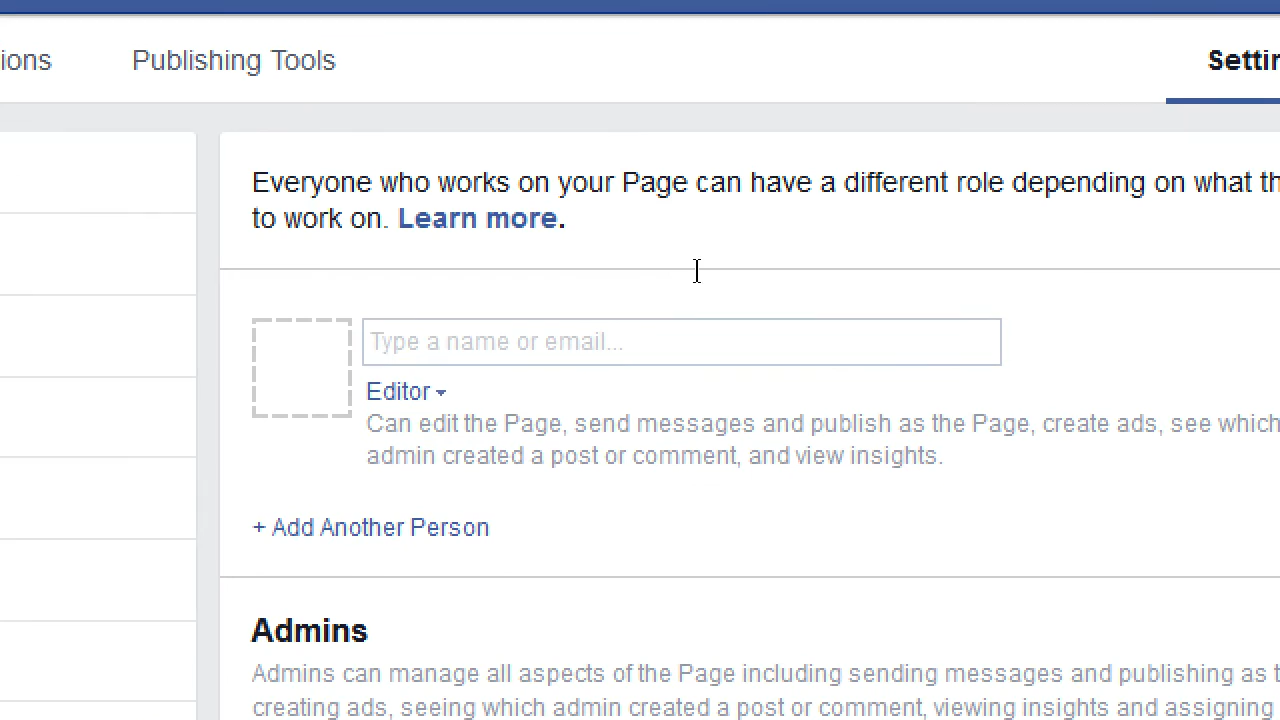 ions Publishing Tools Settin
Everyone who works on your Page can have a different role depending on what th
to work on. Learn more.
Type a name or email...
Editor
Can edit the Page, send messages and publish as the Page, create ads, see which
admin created a post or comment, and view insights.
+ Add Another Person
Admins
Admins can manage all aspects of the Page including sending messages and publishing as t
creating ads, seeing which admin created a post or comment, viewing insights and assigning